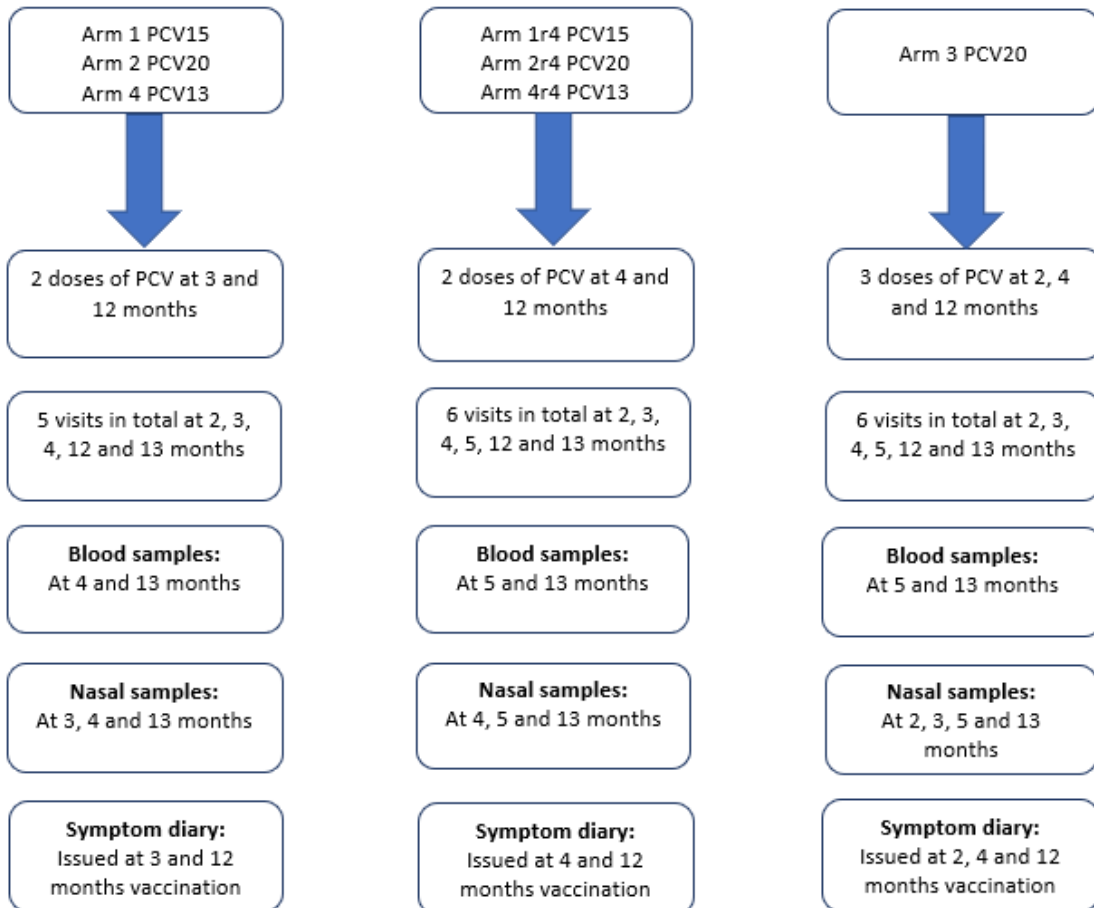 Arm 1 PCV15
Arm 2 PCV20
Arm 4 PCV13
2 doses of PCV at 3 and
12 months
5 visits in total at 2, 3,
4, 12 and 13 months
Blood samples:
At 4 and 13 months
Nasal samples:
At 3, 4 and 13 months
Symptom diary:
Issued at 3 and 12
months vaccination
Arm 1r4 PCV15
Arm 2r4 PCV20
Arm 4r4 PCV13
2 doses of PCV at 4 and
12 months
6 visits in total at 2, 3,
4, 5, 12 and 13 months
Blood samples:
At 5 and 13 months
Nasal samples:
At 4, 5 and 13 months
Symptom diary:
Issued at 4 and 12
months vaccination
Arm 3 PCV20
3 doses of PCV at 2, 4
and 12 months
6 visits in total at 2, 3,
4, 5, 12 and 13 months
Blood samples:
At 5 and 13 months
Nasal samples:
At 2, 3, 5 and 13
months
Symptom diary:
Issued at 2, 4 and 12
months vaccination